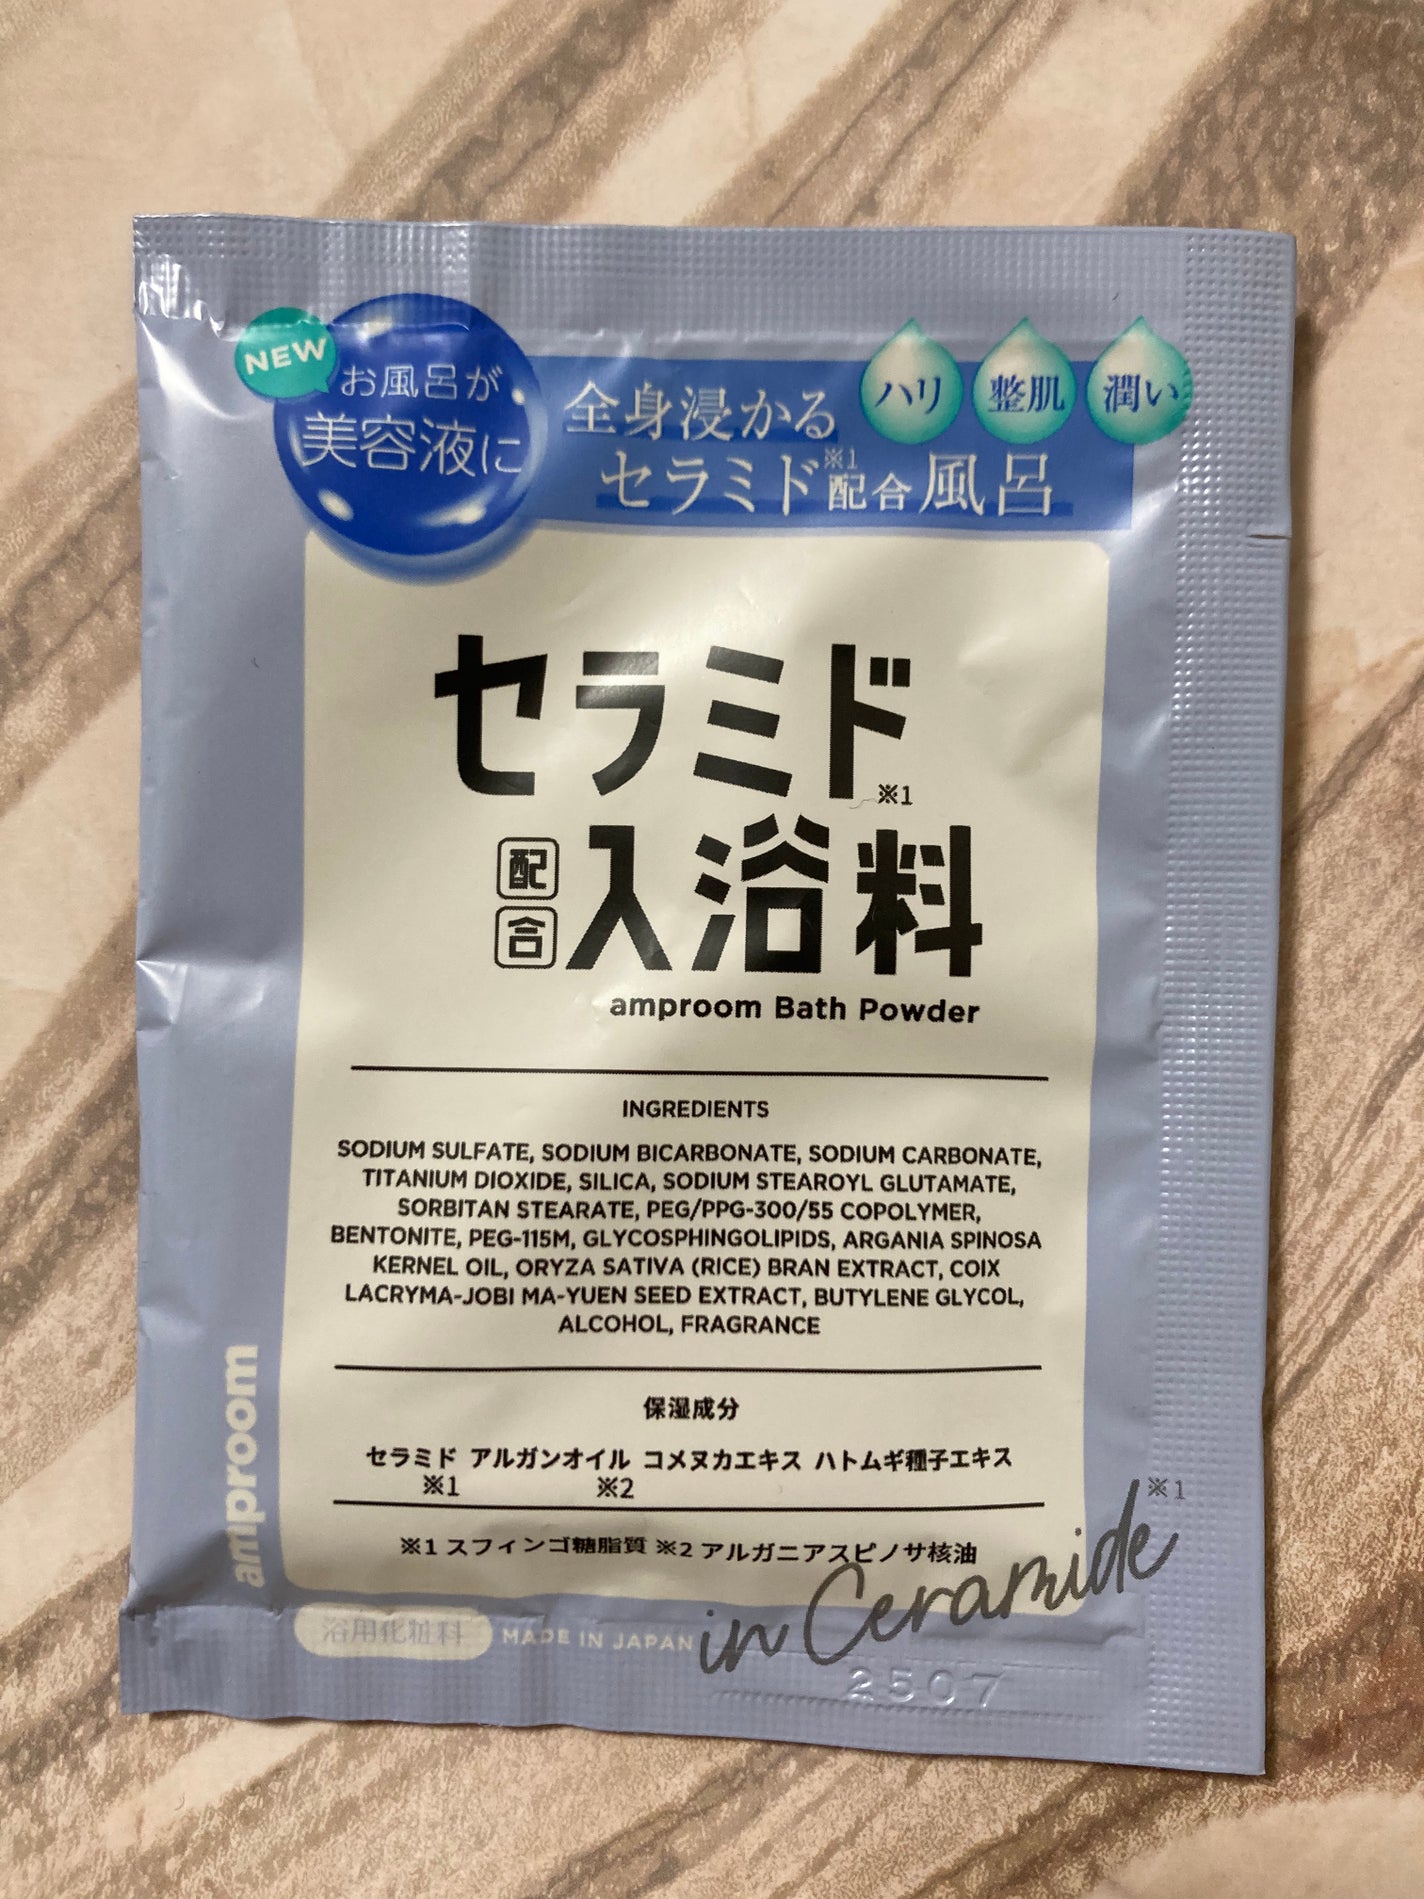 NEW
お風呂が
美容液に
全身浸かる
セラミド※1配合風呂
ハリ
整肌
潤い
セラミド※1
配合入浴料
amproom Bath Powder
INGREDIENTS
SODIUM SULFATE, SODIUM BICARBONATE, SODIUM CARBONATE,
TITANIUM DIOXIDE, SILICA, SODIUM STEAROYL GLUTAMATE,
SORBITAN STEARATE, PEG/PPG-300/55 COPOLYMER,
BENTONITE, PEG-115M, GLYCOSPHINGOLIPIDS, ARGANIA SPINOSA
KERNEL OIL, ORYZA SATIVA (RICE) BRAN EXTRACT, COIX
LACRYMA-JOBI MA-YUEN SEED EXTRACT, BUTYLENE GLYCOL,
ALCOHOL, FRAGRANCE
保湿成分
セラミド アルガンオイル コメヌカエキス ハトムギ種子エキス
※1 ※2
※1 スフィンゴ糖脂質 ※2 アルガニアスピノサ核油
in Ceramide※1
amproom
浴用化粧料 MADE IN JAPAN
2507